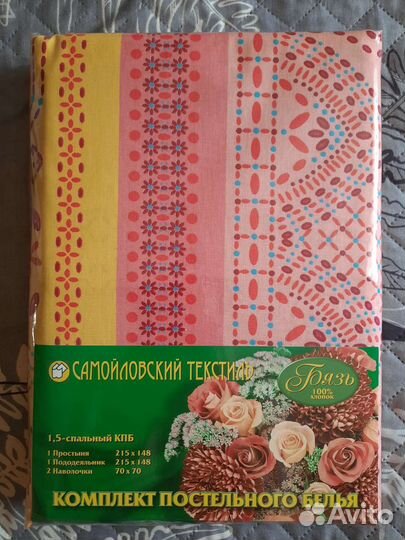 САМОЙЛОВСКИЙ ТЕКСТИЛЬ
Бязь
100%
ХЛОПОК
1,5-спальный КПБ
1 Простыня 215 х 148
1 Пододеяльник 215 х 148
2 Наволочки 70 х 70
КОМПЛЕКТ ПОСТЕЛЬНОГО БЕЛЬЯ
Avito